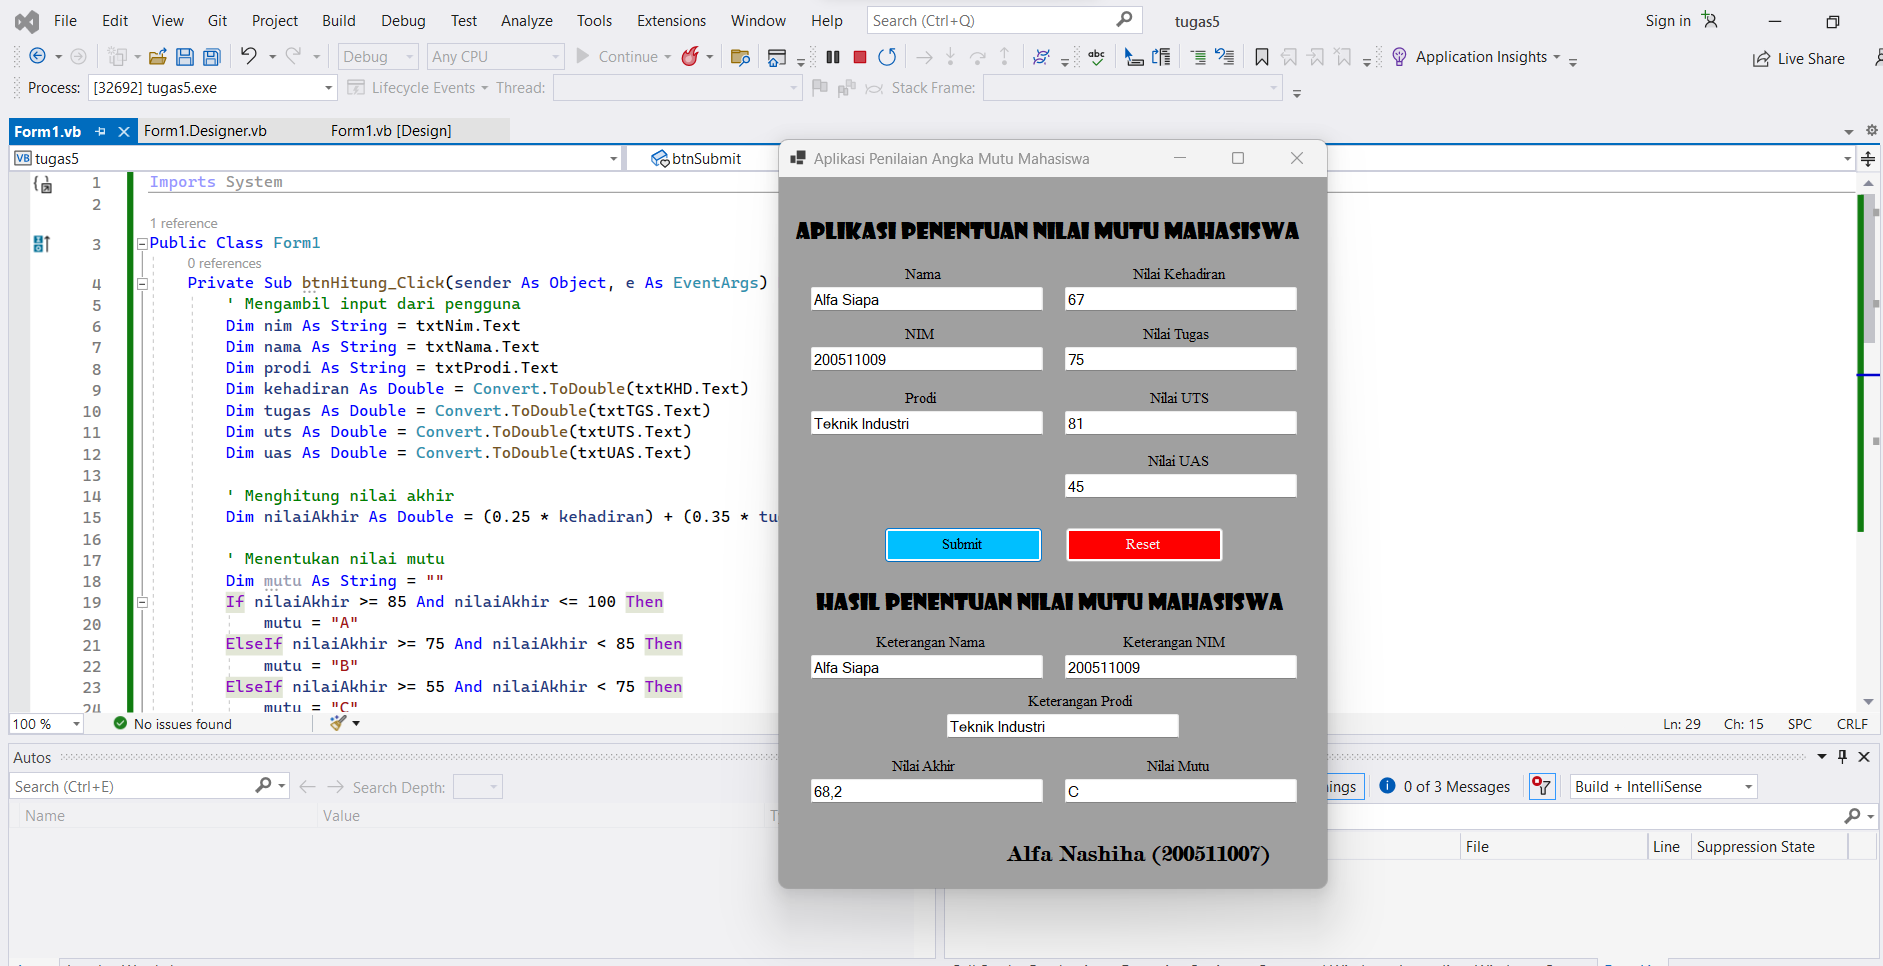 File Edit View Git Project Build Debug Test Analyze Tools Extensions Window Help Search (Ctrl+Q) tugas5 Sign in
Debug Any CPU Continue Application Insights Live Share
Process: [32692] tugas5.exe Lifecycle Events Thread: Stack Frame:
Form1.vb Form1.Designer.vb Form1.vb [Design]
VB tugas5 btnSubmit
1 Imports System
2
1 reference
3 Public Class Form1
0 references
4 Private Sub btnHitung_Click(sender As Object, e As EventArgs)
5 ' Mengambil input dari pengguna
6 Dim nim As String = txtNim.Text
7 Dim nama As String = txtNama.Text
8 Dim prodi As String = txtProdi.Text
9 Dim kehadiran As Double = Convert.ToDouble(txtKHD.Text)
10 Dim tugas As Double = Convert.ToDouble(txtTGS.Text)
11 Dim uts As Double = Convert.ToDouble(txtUTS.Text)
12 Dim uas As Double = Convert.ToDouble(txtUAS.Text)
13
14 ' Menghitung nilai akhir
15 Dim nilaiAkhir As Double = (0.25 * kehadiran) + (0.35 * tu
16
17 ' Menentukan nilai mutu
18 Dim mutu As String = ""
19 If nilaiAkhir >= 85 And nilaiAkhir <= 100 Then
20 mutu = "A"
21 ElseIf nilaiAkhir >= 75 And nilaiAkhir < 85 Then
22 mutu = "B"
23 ElseIf nilaiAkhir >= 55 And nilaiAkhir < 75 Then
24 mutu = "C"
100 % No issues found Ln: 29 Ch: 15 SPC CRLF
Autos
Search (Ctrl+E) Search Depth:
Name Value T
Aplikasi Penilaian Angka Mutu Mahasiswa
APLIKASI PENENTUAN NILAI MUTU MAHASISWA
Nama Nilai Kehadiran
Alfa Siapa 67
NIM Nilai Tugas
200511009 75
Prodi Nilai UTS
Teknik Industri 81
Nilai UAS
45
Submit Reset
HASIL PENENTUAN NILAI MUTU MAHASISWA
Keterangan Nama Keterangan NIM
Alfa Siapa 200511009
Keterangan Prodi
Teknik Industri
Nilai Akhir Nilai Mutu
68,2 C
Alfa Nashiha (200511007)
ings 0 of 3 Messages Build + IntelliSense
File Line Suppression State